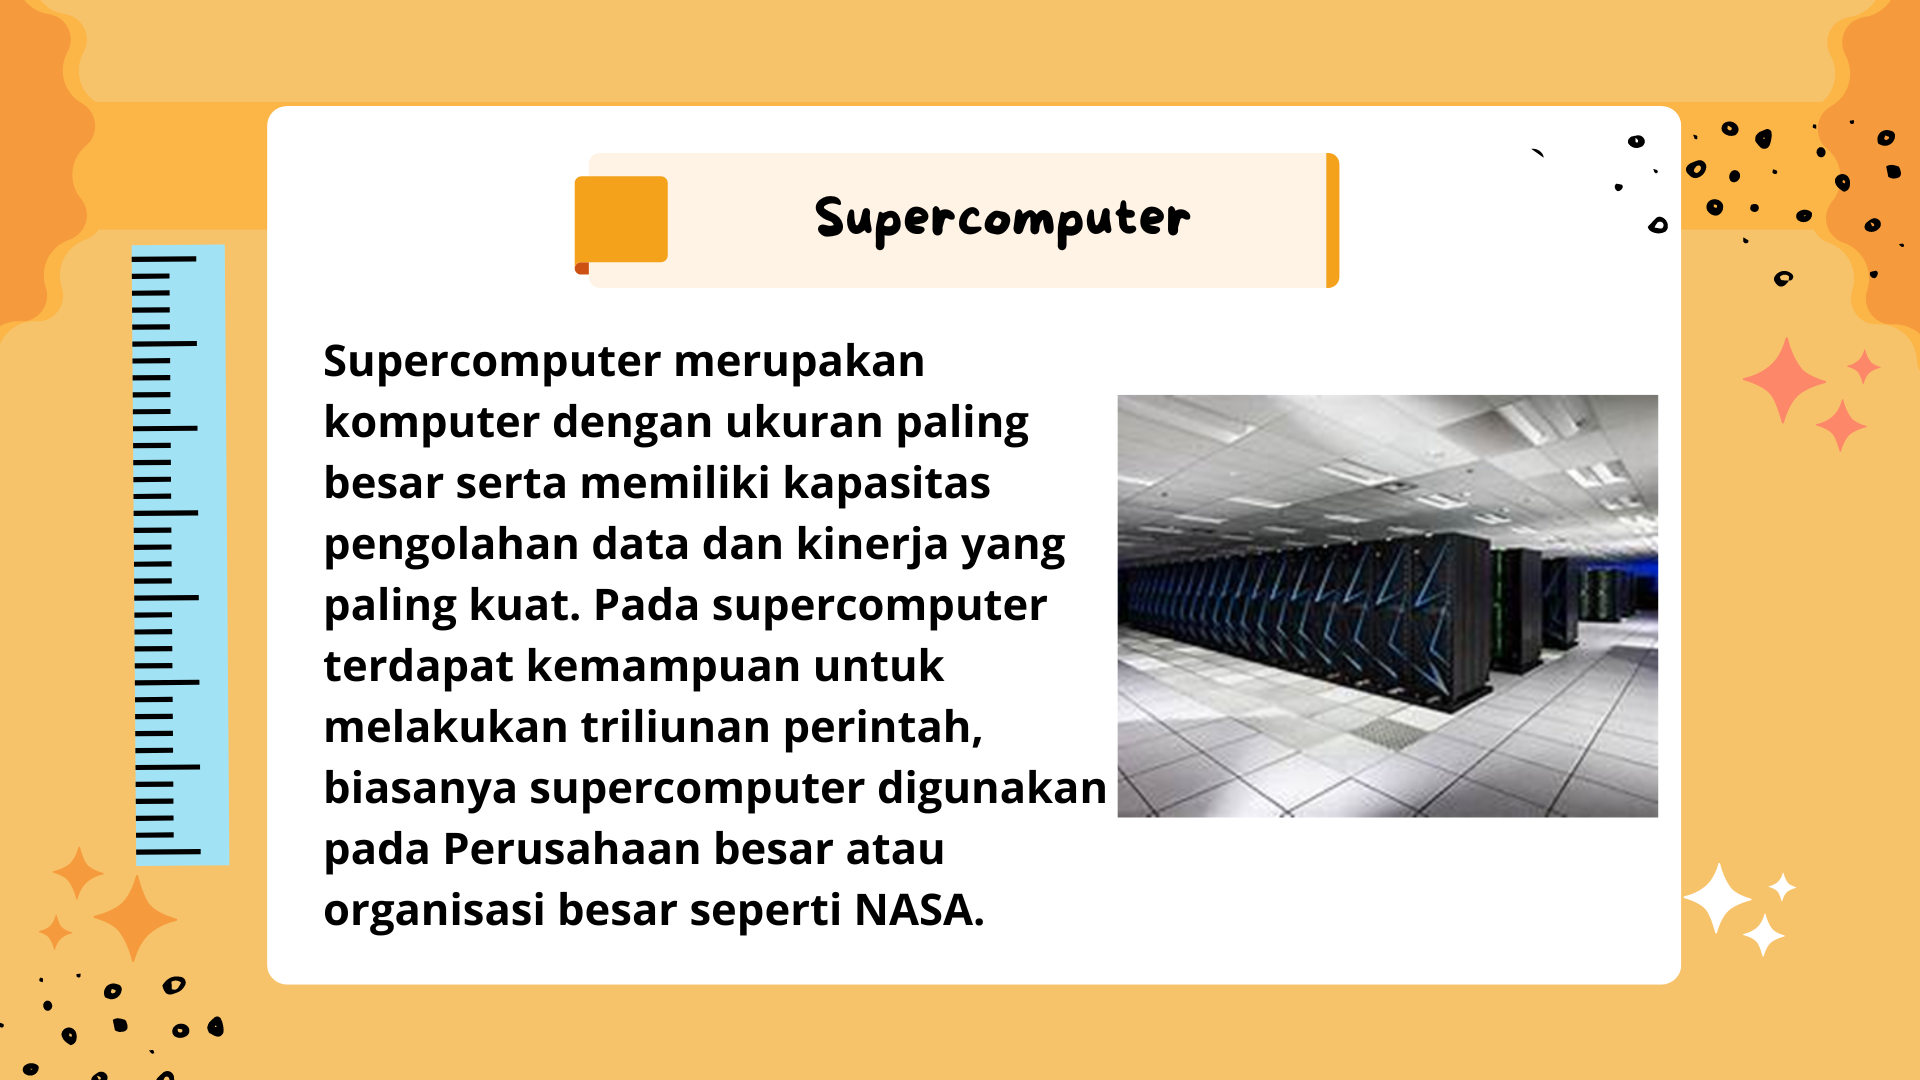 Supercomputer
Supercomputer merupakan
komputer dengan ukuran paling
besar serta memiliki kapasitas
pengolahan data dan kinerja yang
paling kuat. Pada supercomputer
terdapat kemampuan untuk
melakukan triliunan perintah,
biasanya supercomputer digunakan
pada Perusahaan besar atau
organisasi besar seperti NASA.